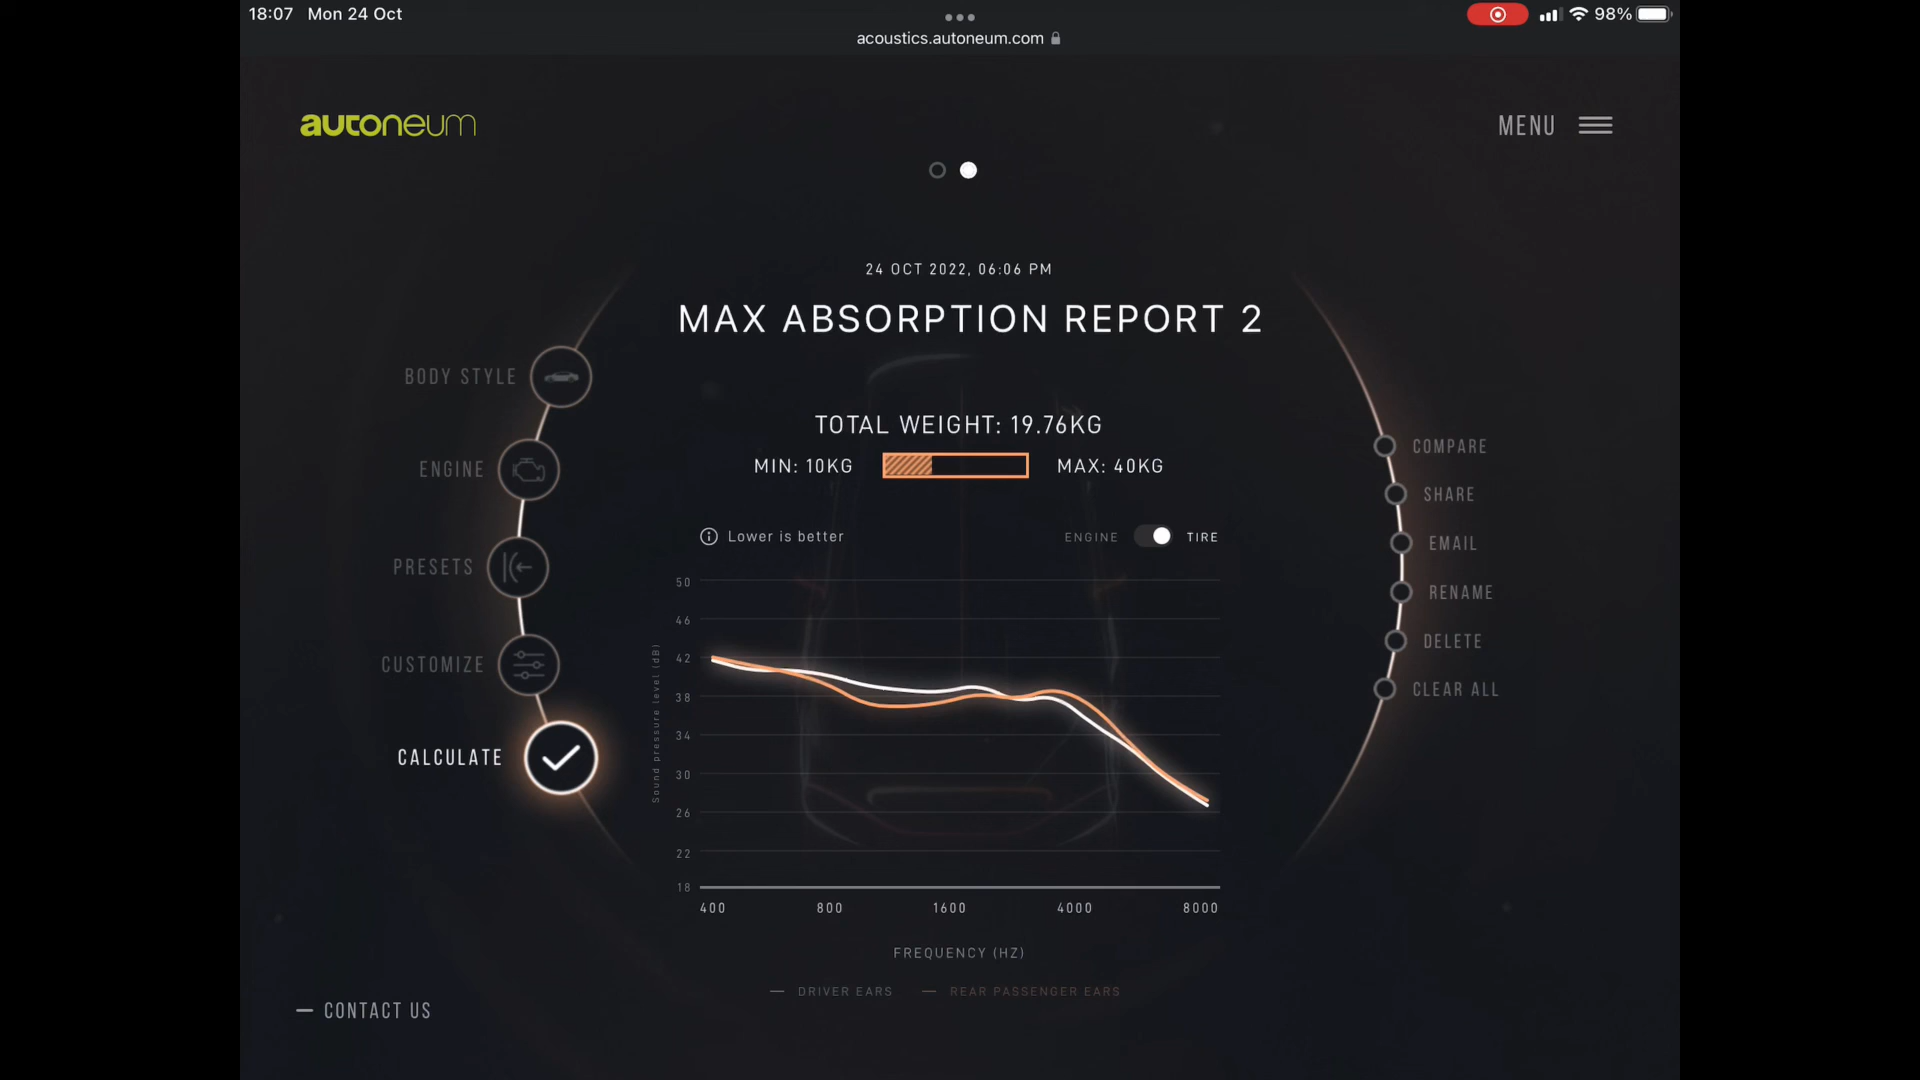 18:07 Mon 24 Oct
98%
acoustics.autoneum.com
autoneum
MENU
24 OCT 2022, 06:06 PM
MAX ABSORPTION REPORT 2
TOTAL WEIGHT: 19.76KG
MIN: 10KG
MAX: 40KG
Lower is better
ENGINE
TIRE
BODY STYLE
ENGINE
PRESETS
CUSTOMIZE
CALCULATE
COMPARE
SHARE
EMAIL
RENAME
DELETE
CLEAR ALL
Sound pressure level (dB)
50
46
42
38
34
30
26
22
18
400 800 1600 4000 8000
FREQUENCY (HZ)
DRIVER EARS
REAR PASSENGER EARS
CONTACT US